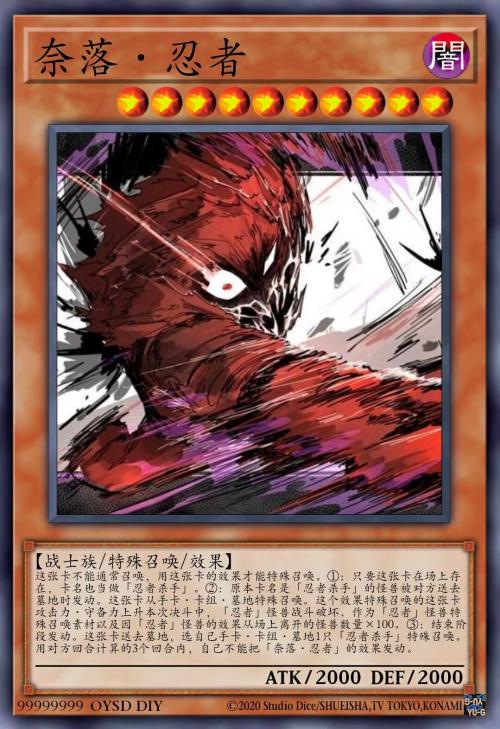 奈落・忍者
闇
【战士族/特殊召唤/效果】
这张卡不能通常召唤，用这张卡的效果才能特殊召唤。①：只要这张卡在场上存
在，卡名也当做「忍者杀手」。②：原本卡名是「忍者杀手」的怪兽被对方送去
墓地时发动。这张卡从手卡・卡组・墓地特殊召唤。这个效果特殊召唤的这张卡
攻击力・守备力上升本次决斗中，「忍者」怪兽战斗破坏、作为「忍者」怪兽特
殊召唤素材以及因「忍者」怪兽的效果从场上离开的怪兽数量×100。③：结束阶
段发动。这张卡送去墓地，选自己手卡・卡组・墓地1只「忍者杀手」特殊召唤。
用对方回合计算的3个回合内，自己不能把「奈落・忍者」的效果发动。
ATK/2000 DEF/2000
99999999 OYSD DIY ©2020 Studio Dice/SHUEISHA,TV TOKYO,KONAMI